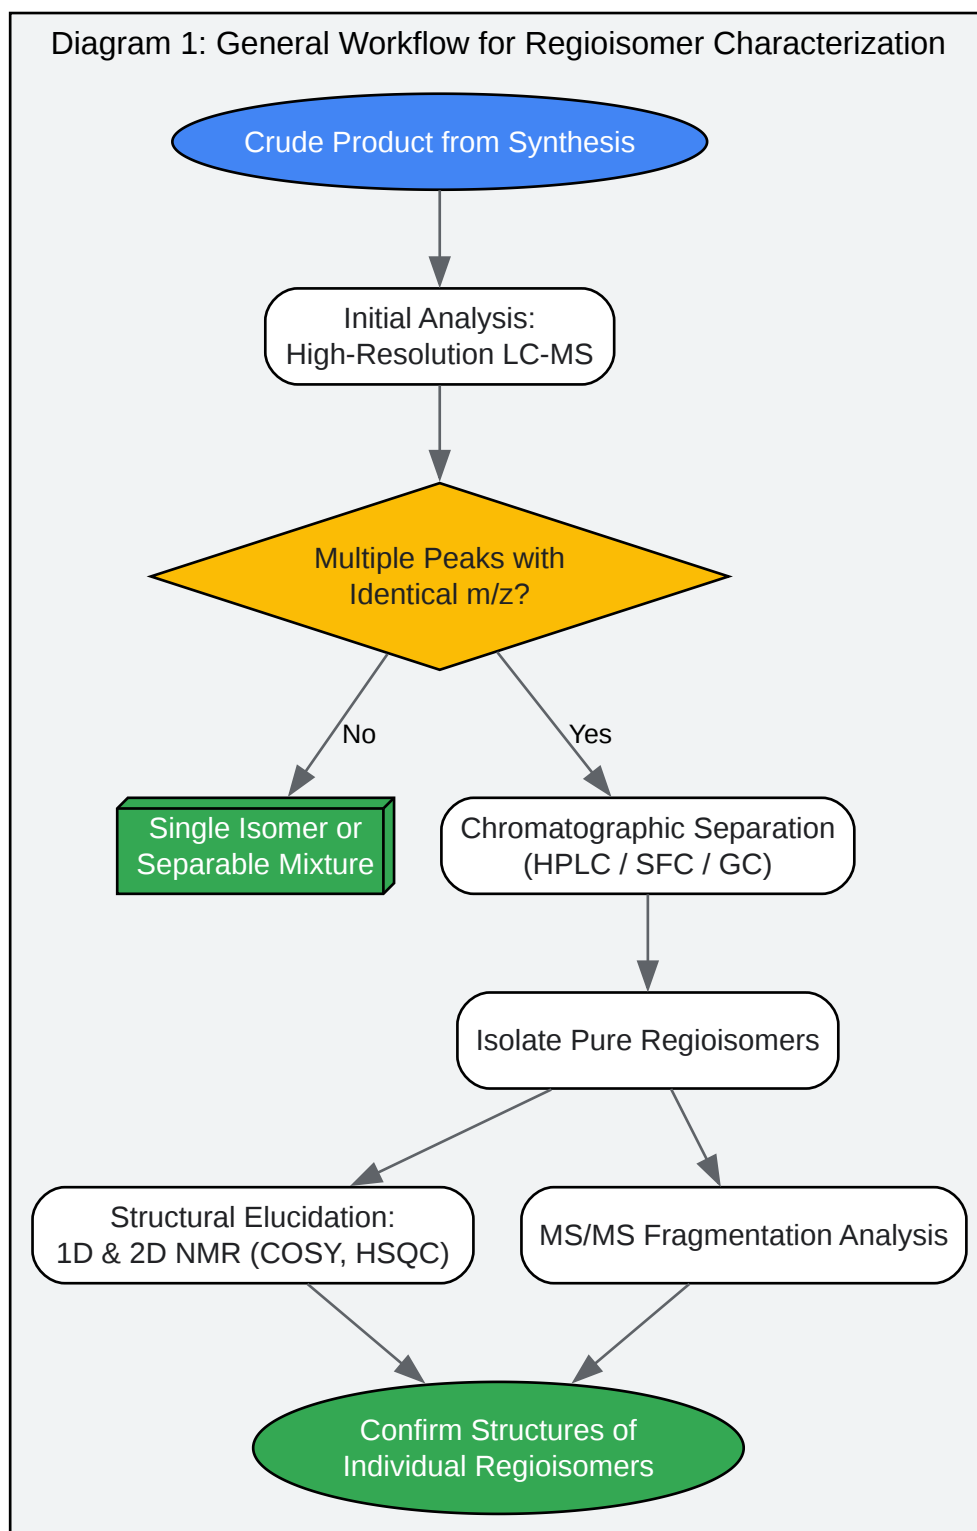 Diagram 1: General Workflow for Regioisomer Characterization
Crude Product from Synthesis
Initial Analysis:
High-Resolution LC-MS
Multiple Peaks with
Identical m/z?
No
Yes
Single Isomer or
Separable Mixture
Chromatographic Separation
(HPLC / SFC / GC)
Isolate Pure Regioisomers
Structural Elucidation:
1D & 2D NMR (COSY, HSQC)
MS/MS Fragmentation Analysis
Confirm Structures of
Individual Regioisomers